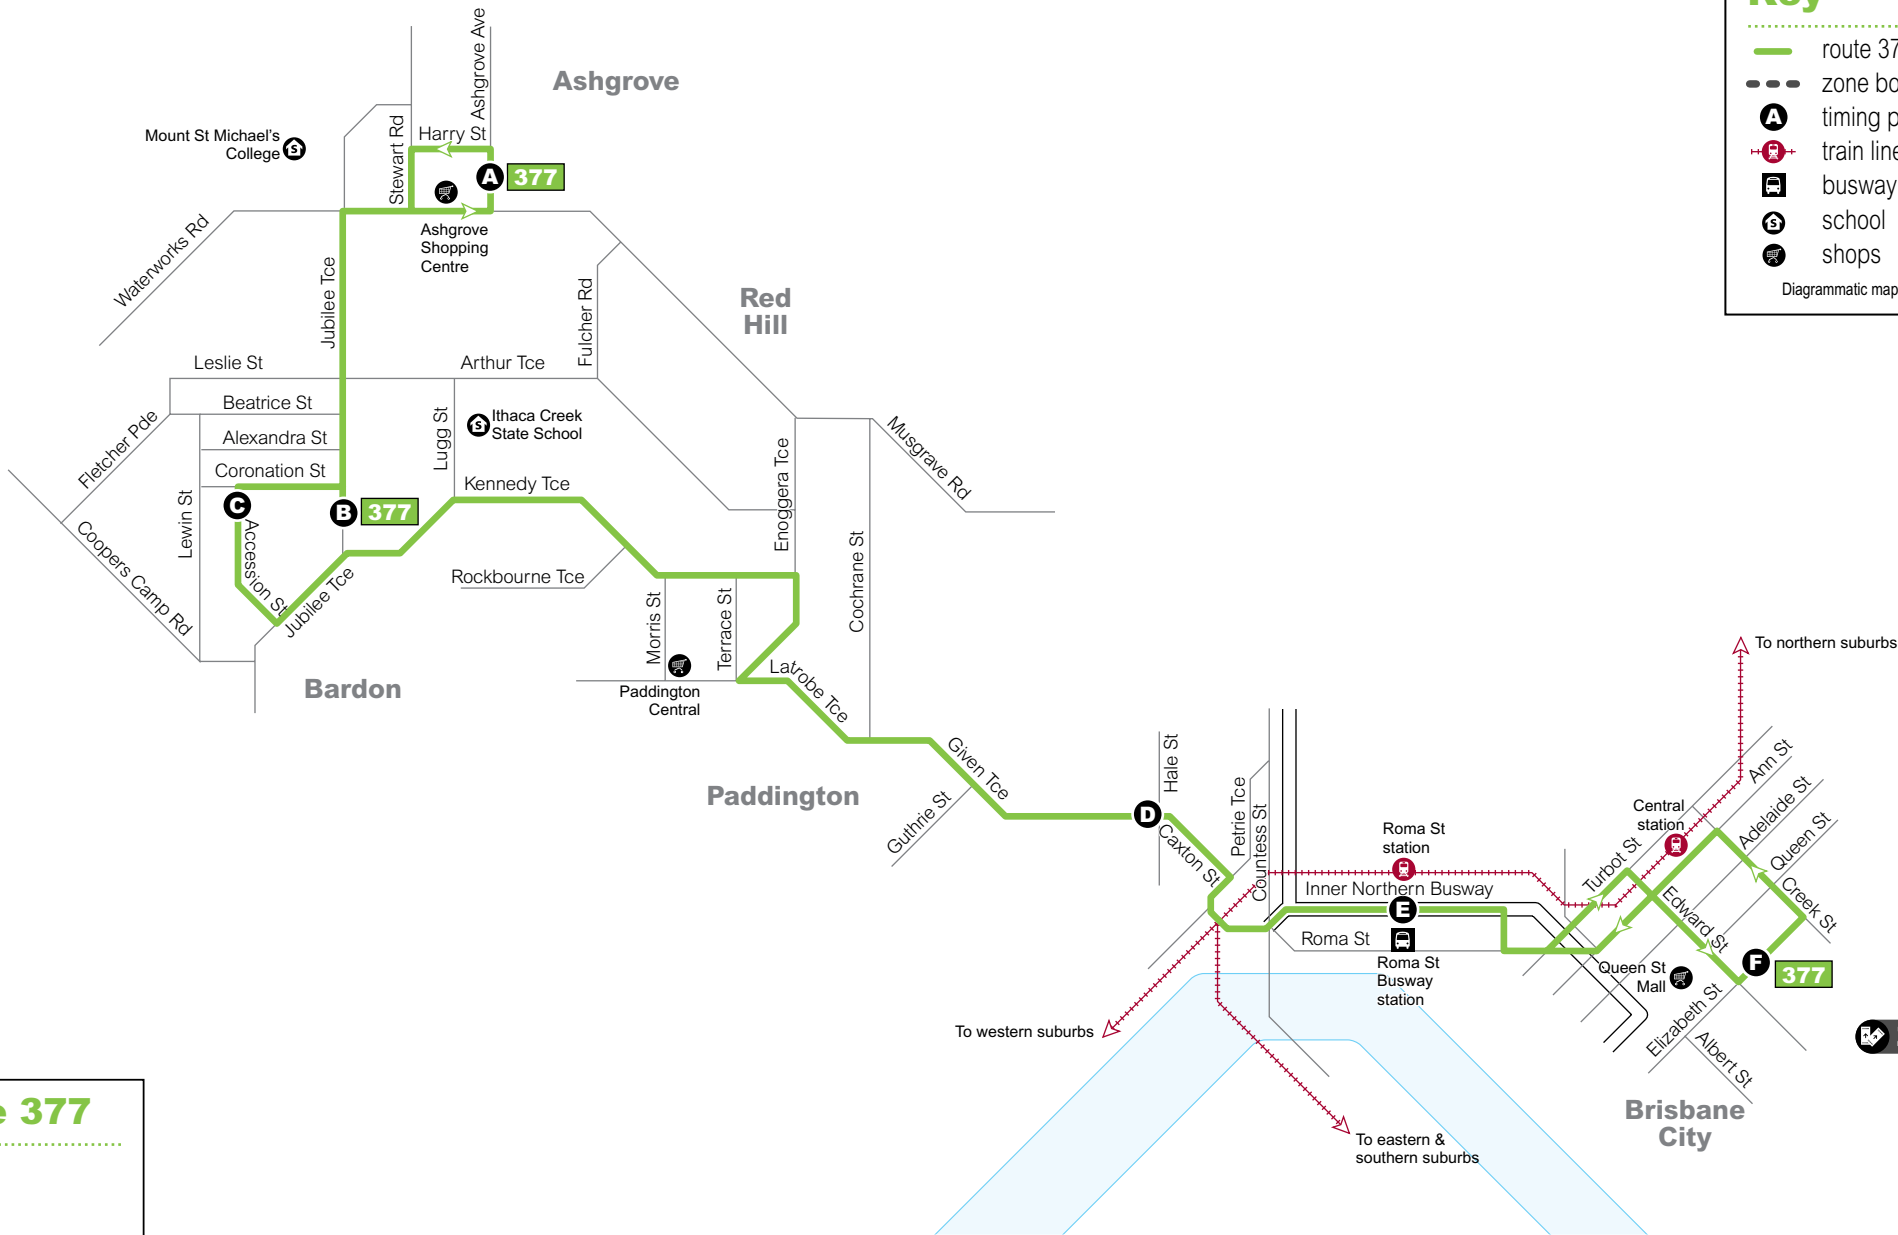 Key
route 37
zone bo
A timing p
train line
busway
S school
shops
Diagrammatic map
Ashgrove
Ashgrove Ave
Stewart Rd
Harry St
Mount St Michael's
College
S
A 377
Ashgrove
Shopping
Centre
Waterworks Rd
Jubilee Tce
Fulcher Rd
Red
Hill
Leslie St
Arthur Tce
Beatrice St
Alexandra St
Coronation St
Fletcher Pde
Lugg St
S
Ithaca Creek
State School
Enoggera Tce
Musgrave Rd
Kennedy Tce
C
B 377
Lewin St
Accession St
Coopers Camp Rd
Jubilee Tce
Rockbourne Tce
Cochrane St
Morris St
Terrace St
Latrobe Tce
Bardon
Paddington
Central
Given Tce
Guthrie St
Paddington
Hale St
D
Caxton St
Petrie Tce
Countess St
Roma St
station
Inner Northern Busway
E
Roma St
Roma St
Busway
station
To northern suburbs
Ann St
Adelaide St
Queen St
Central
station
Turbot St
Creek St
Edward St
F 377
Queen St
Mall
Elizabeth St
Albert St
To western suburbs
To eastern &
southern suburbs
Brisbane
City
e 377